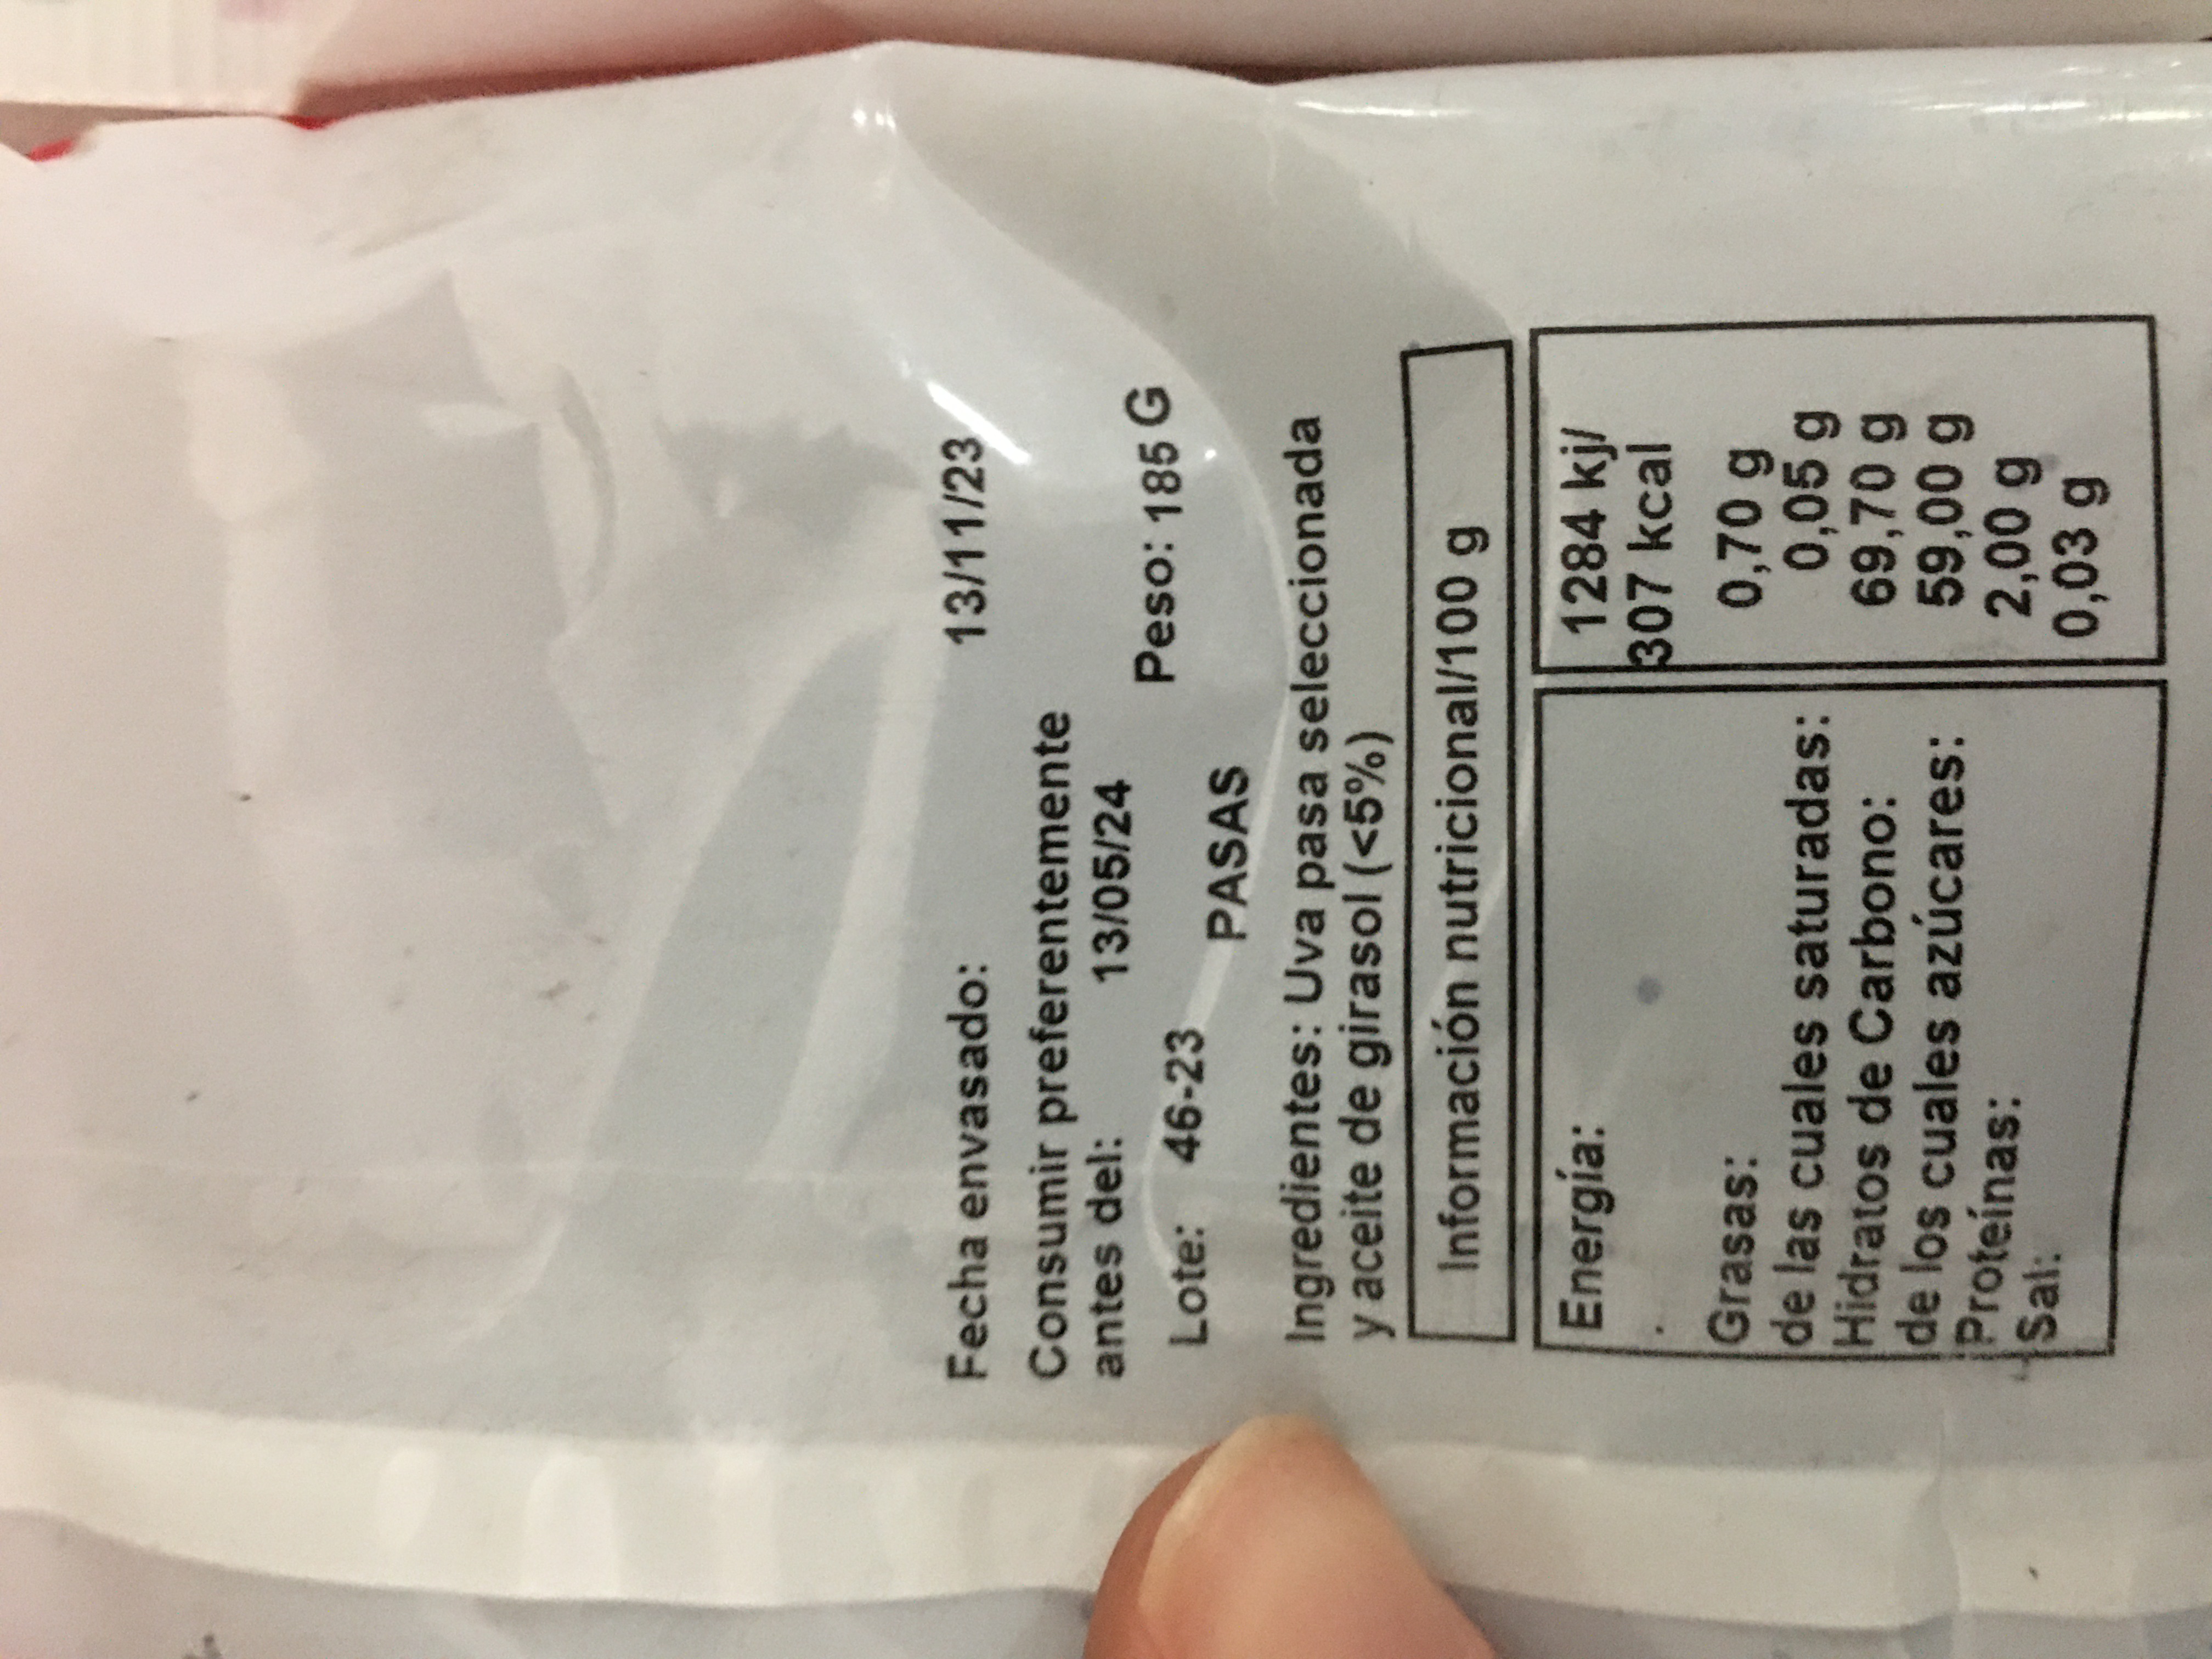 Fecha envasado: 13/11/23
Consumir preferentemente
antes del: 13/05/24
Peso: 185 G
Lote: 46-23
PASAS
Ingredientes: Uva pasa seleccionada
y aceite de girasol (<5%)
Información nutricional/100 g
Energía: 1284 kj/
307 kcal
Grasas: 0,70 g
de las cuales saturadas: 0,05 g
Hidratos de Carbono: 69,70 g
de los cuales azúcares: 59,00 g
Proteínas: 2,00 g
Sal: 0,03 g